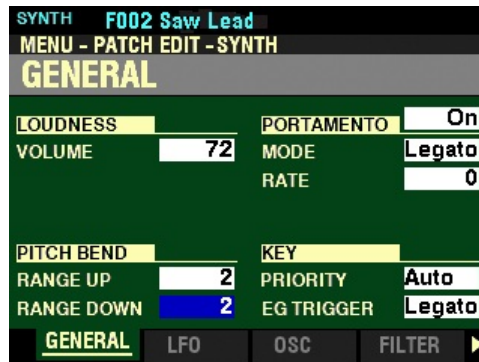 SYNTH F002 Saw Lead
MENU - PATCH EDIT - SYNTH
GENERAL
LOUDNESS
VOLUME 72
PORTAMENTO On
MODE Legato
RATE 0
PITCH BEND
RANGE UP 2
RANGE DOWN 2
KEY
PRIORITY Auto
EG TRIGGER Legato
GENERAL LFO OSC FILTER